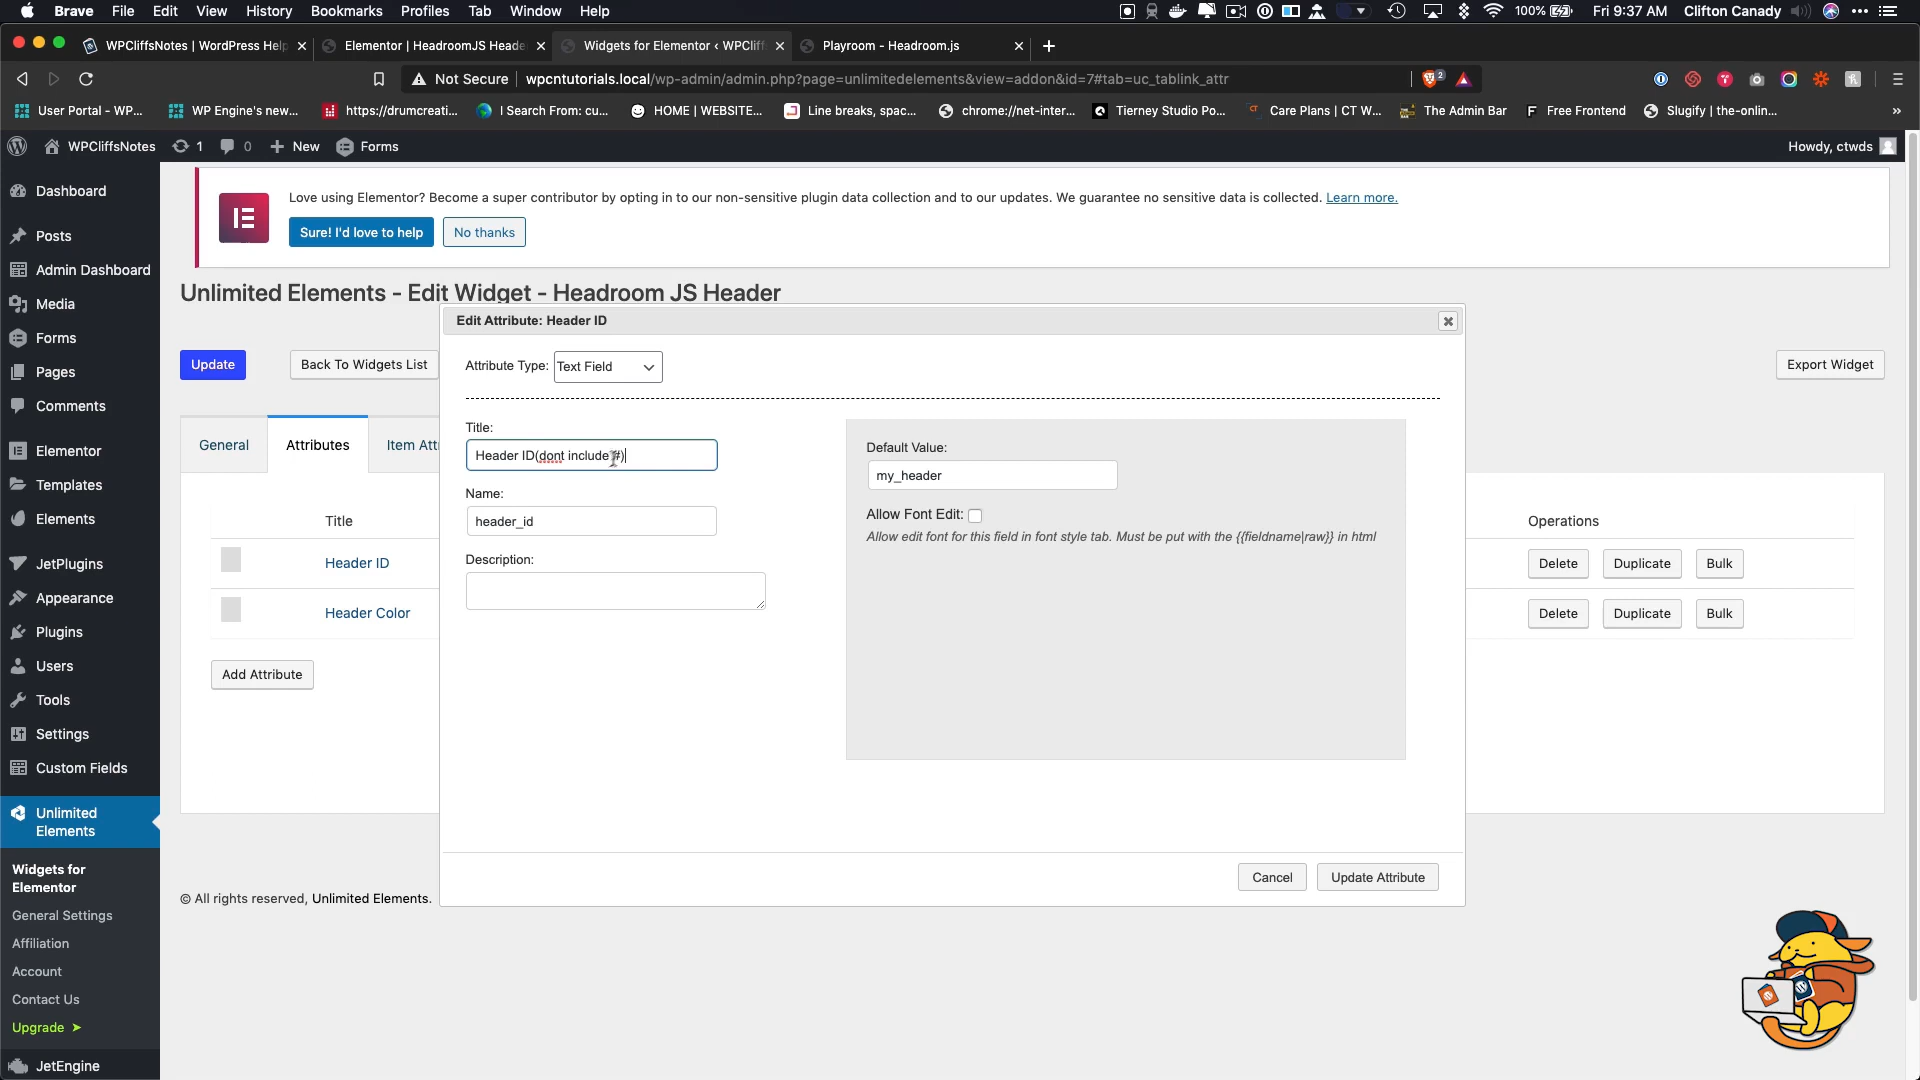 Brave File Edit View History Bookmarks Profiles Tab Window Help 100% Fri 9:37 AM Clifton Canady
WPCliffsNotes | WordPress Help Elementor | HeadroomJS Heade Widgets for Elementor ‹ WPCliff Playroom - Headroom.js
Not Secure wpcntutorials.local/wp-admin/admin.php?page=unlimitedelements&view=addon&id=7#tab=uc_tablink_attr 2
User Portal - WP... WP Engine's new... https://drumcreati... I Search From: cu... HOME | WEBSITE... Line breaks, spac... chrome://net-inter... Tierney Studio Po... CT Care Plans | CT W... The Admin Bar F Free Frontend Slugify | the-onlin... »
WPCliffsNotes 1 0 New Forms Howdy, ctwds
Dashboard
Posts
Admin Dashboard
Media
Forms
Pages
Comments
Elementor
Templates
Elements
JetPlugins
Appearance
Plugins
Users
Tools
Settings
Custom Fields
Unlimited
Elements
Widgets for
Elementor
General Settings
Affiliation
Account
Contact Us
Upgrade ➤
JetEngine
Love using Elementor? Become a super contributor by opting in to our non-sensitive plugin data collection and to our updates. We guarantee no sensitive data is collected. Learn more.
Sure! I'd love to help No thanks
Unlimited Elements - Edit Widget - Headroom JS Header
Update Back To Widgets List Export Widget
General Attributes Item Attr
Title Operations
Header ID Delete Duplicate Bulk
Header Color Delete Duplicate Bulk
Add Attribute
Edit Attribute: Header ID
Attribute Type: Text Field
Title:
Header ID(dont include #)
Name:
header_id
Description:
Default Value:
my_header
Allow Font Edit:
Allow edit font for this field in font style tab. Must be put with the {{fieldname|raw}} in html
Cancel Update Attribute
© All rights reserved, Unlimited Elements.